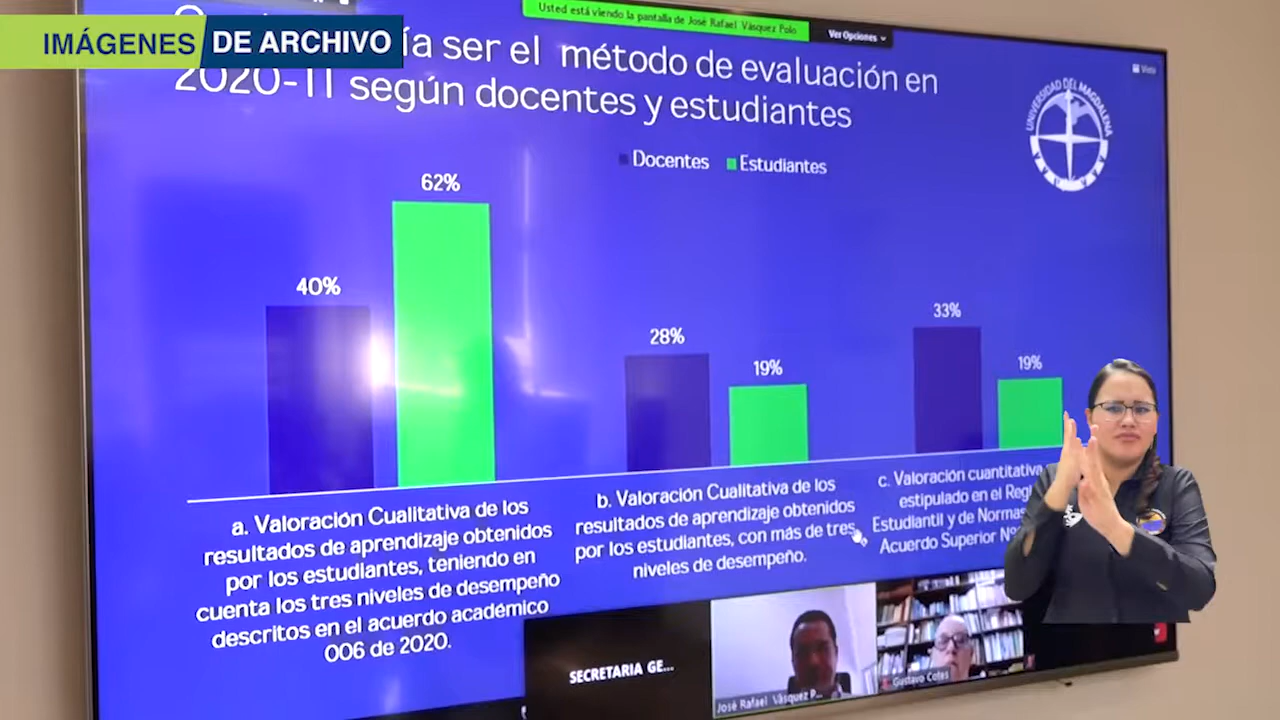 IMÁGENES DE ARCHIVO
Usted está viendo la pantalla de José Rafael Vásquez Polo
Ver Opciones
ía ser el método de evaluación en
2020-II según docentes y estudiantes
UNIVERSIDAD DEL MAGDALENA
Docentes Estudiantes
62%
40%
28%
19%
33%
19%
a. Valoración Cualitativa de los
resultados de aprendizaje obtenidos
por los estudiantes, teniendo en
cuenta los tres niveles de desempeño
descritos en el acuerdo académico
006 de 2020.
b. Valoración Cualitativa de los
resultados de aprendizaje obtenidos
por los estudiantes, con más de tres
niveles de desempeño.
c. Valoración cuantitativa
estipulado en el
Estudiantil y de Normas
Acuerdo Superior
SECRETARIA GE...
José Rafael Vásquez P...
Gustavo Cotes